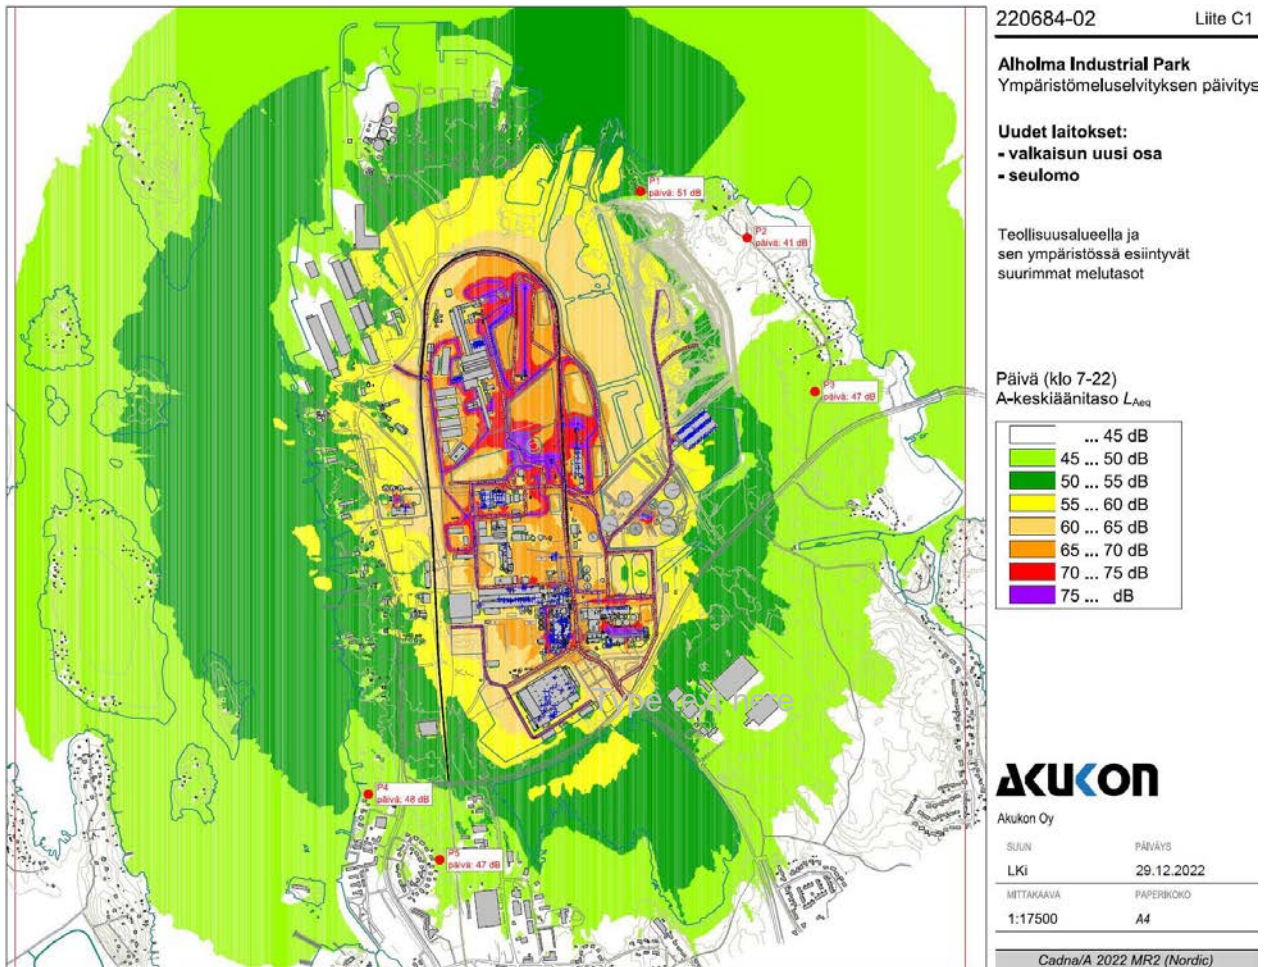 220684-02 Liite C1
Alholma Industrial Park
Ympäristömeluselvityksen päivitys
Uudet laitokset:
- valkaisun uusi osa
- seulomo
Teollisuusalueella ja
sen ympäristössä esiintyvät
suurimmat melutasot
Päivä (klo 7-22)
A-keskiäänitaso LAeq
... 45 dB
45 ... 50 dB
50 ... 55 dB
55 ... 60 dB
60 ... 65 dB
65 ... 70 dB
70 ... 75 dB
75 ... dB
P1
päivä: 51 dB
P2
päivä: 41 dB
P3
päivä: 47 dB
Type text here
P4
päivä: 48 dB
P5
päivä: 47 dB
AKUKON
Akukon Oy
SUUN PÄIVÄYS
LKi 29.12.2022
MITTAKAAVA PAPERIKOKO
1:17500 A4
Cadna/A 2022 MR2 (Nordic)